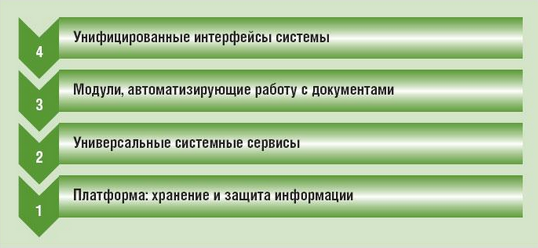 4 Унифицированные интерфейсы системы
3 Модули, автоматизирующие работу с документами
2 Универсальные системные сервисы
1 Платформа: хранение и защита информации